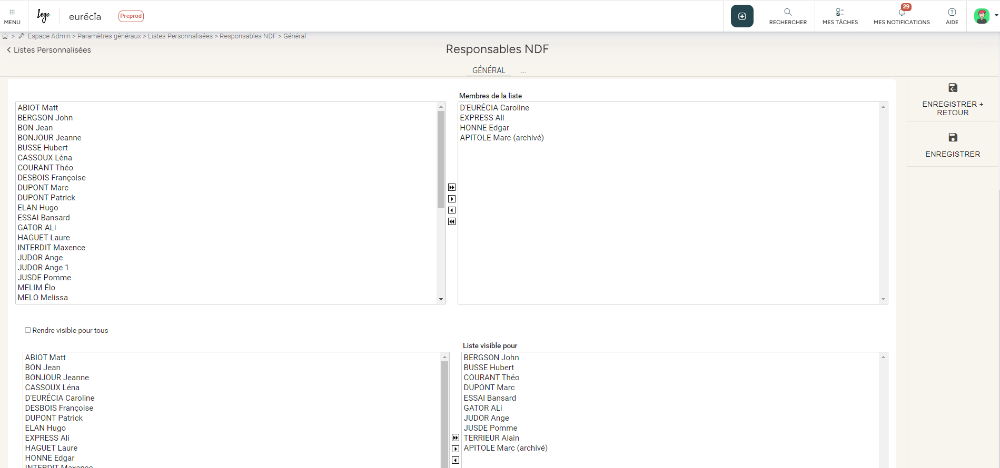 MENU
Logo
eurécia
Preprod
RECHERCHER
MES TÂCHES
29
MES NOTIFICATIONS
AIDE
> Espace Admin > Paramètres généraux > Listes Personnalisées > Responsables NDF > Général
Listes Personnalisées
Responsables NDF
GÉNÉRAL
...
ABIOT Matt
BERGSON John
BON Jean
BONJOUR Jeanne
BUSSE Hubert
CASSOUX Léna
COURANT Théo
DESBOIS Françoise
DUPONT Marc
DUPONT Patrick
ELAN Hugo
ESSAI Bansard
GATOR ALi
HAGUET Laure
INTERDIT Maxence
JUDOR Ange
JUDOR Ange 1
JUSDE Pomme
MELIM Élo
MELO Melissa
Membres de la liste
D'EURÉCIA Caroline
EXPRESS Ali
HONNE Edgar
APITOLE Marc (archivé)
ENREGISTRER +
RETOUR
ENREGISTRER
Rendre visible pour tous
ABIOT Matt
BON Jean
BONJOUR Jeanne
CASSOUX Léna
D'EURÉCIA Caroline
DESBOIS Françoise
DUPONT Patrick
ELAN Hugo
EXPRESS Ali
HAGUET Laure
HONNE Edgar
INTERDIT Maxence
Liste visible pour
BERGSON John
BUSSE Hubert
COURANT Théo
DUPONT Marc
ESSAI Bansard
GATOR ALi
JUDOR Ange
JUSDE Pomme
TERRIEUR Alain
APITOLE Marc (archivé)